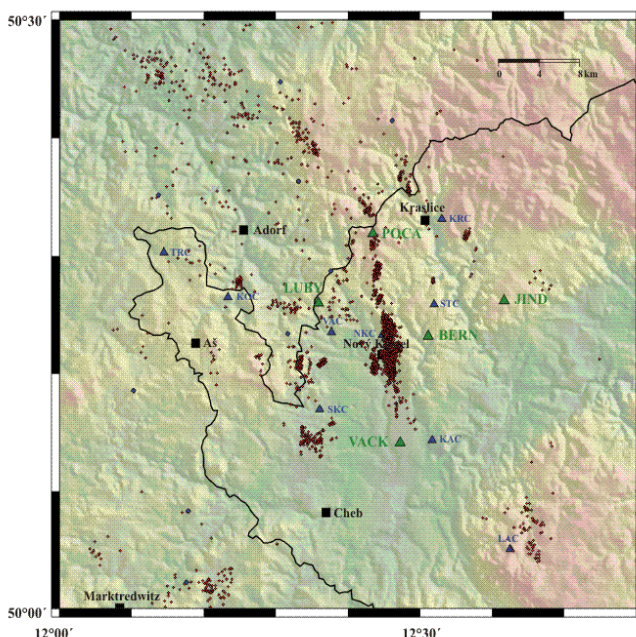 50°30′
0 4 8km
Kraslice
KRC
Adorf
POCA
TRC
LUBY
KOC
JIND
STC
VAC
NKC
BERN
Aš
Nový Kostel
SKC
VACK
KAC
Cheb
LAC
Marktredwitz
50°00′
12°00′
12°30′